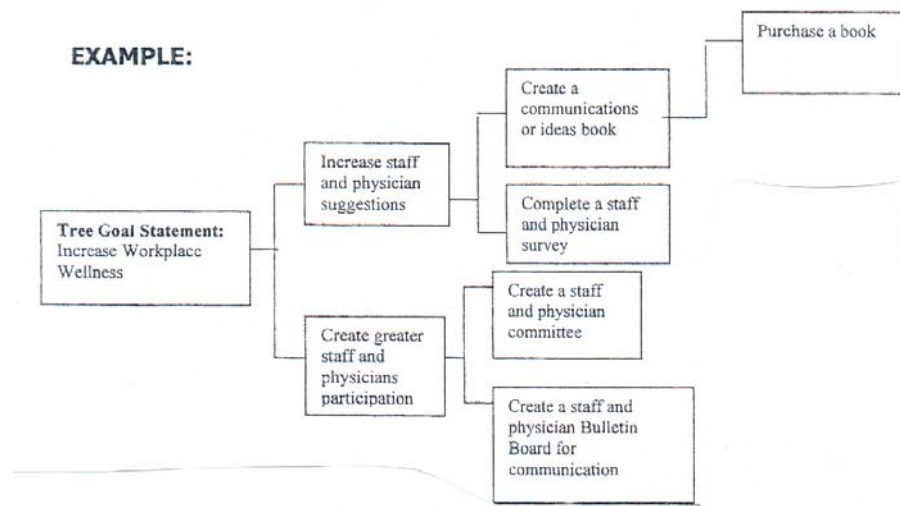 EXAMPLE:
Tree Goal Statement:
Increase Workplace
Wellness
Increase staff
and physician
suggestions
Create a
communications
or ideas book
Purchase a book
Complete a staff
and physician
survey
Create greater
staff and
physicians
participation
Create a staff
and physician
committee
Create a staff and
physician Bulletin
Board for
communication